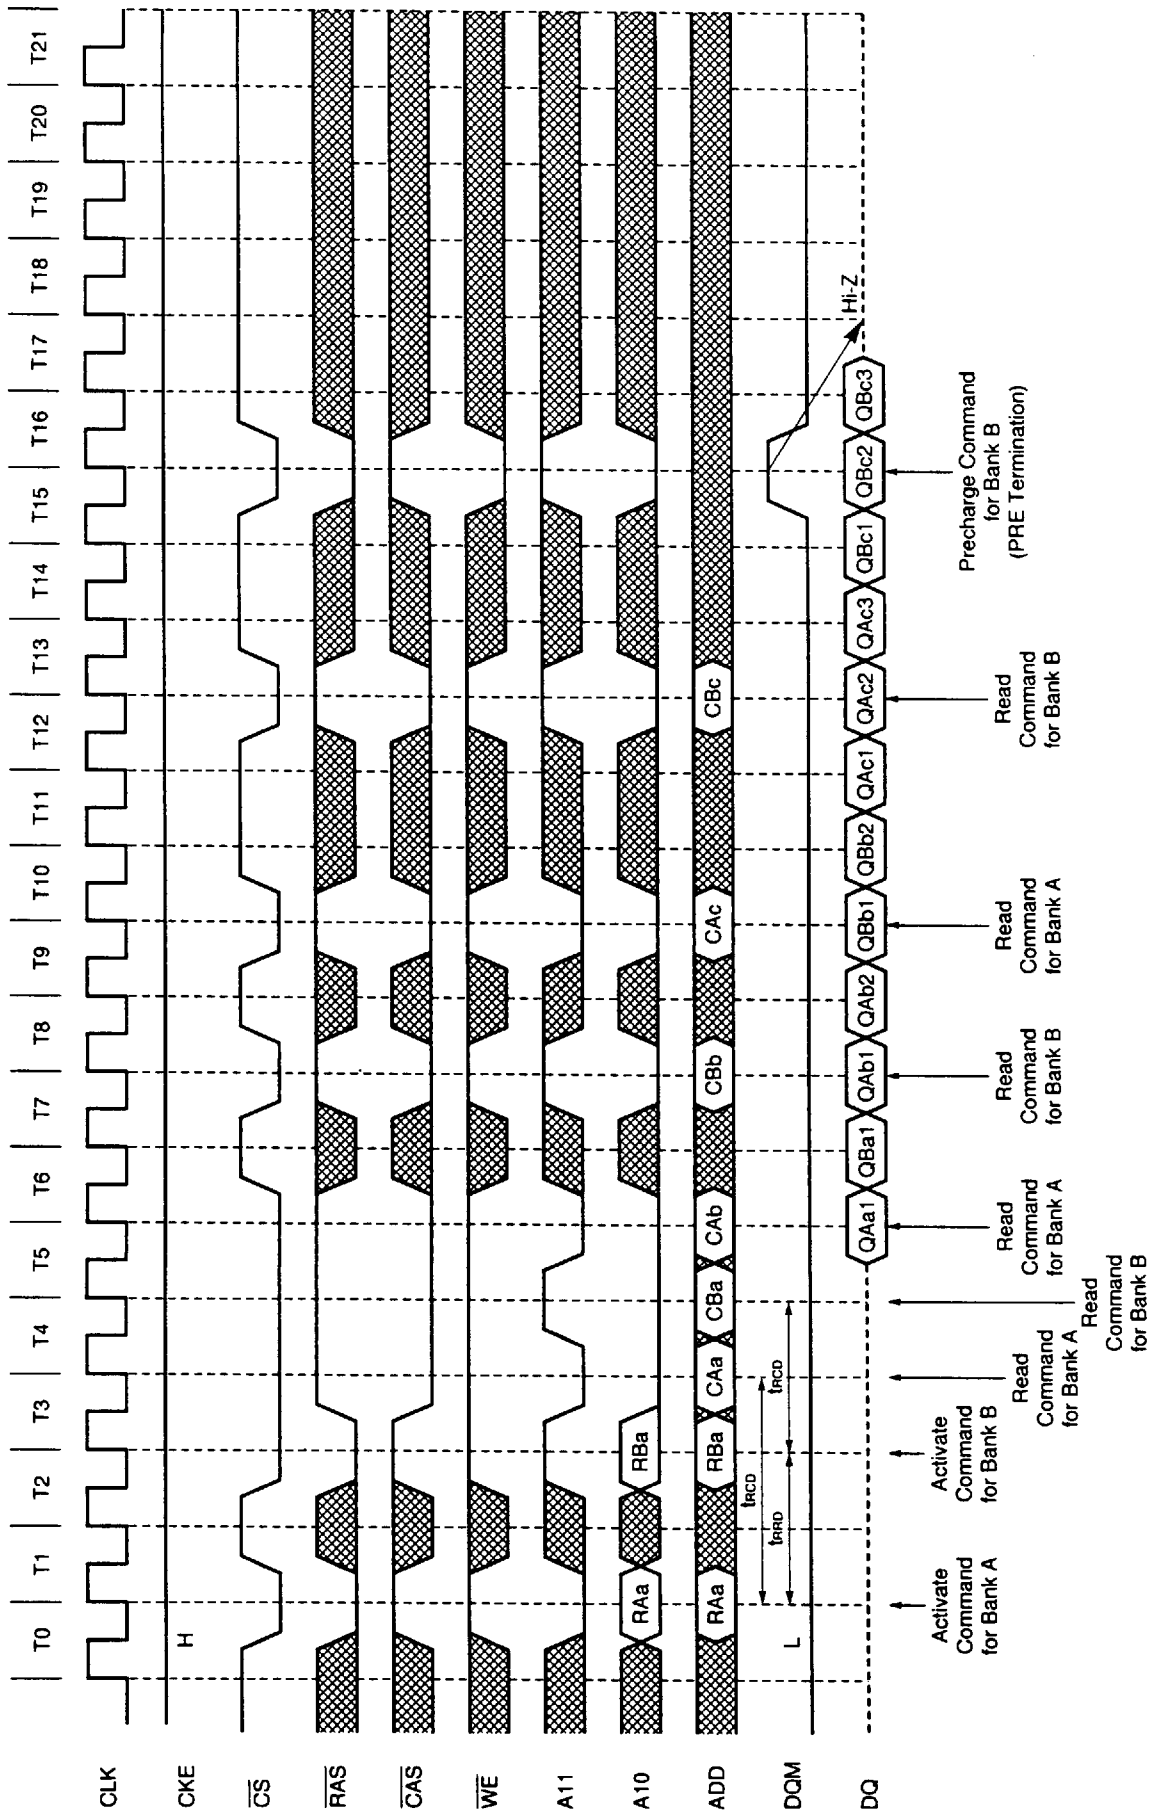 T0 T1 T2 T3 T4 T5 T6 T7 T8 T9 T10 T11 T12 T13 T14 T15 T16 T17 T18 T19 T20 T21
CLK
CKE H
CS
RAS
CAS
WE
A11
A10 RAa RBa
ADD RAa RBa CAa CBa CAb CBb CAc CBc
tRCD
tRRD tRCD
DQM L
Hi-Z
DQ QAa1 QBa1 QAb1 QAb2 QBb1 QBb2 QAc1 QAc2 QAc3 QBc1 QBc2 QBc3
Activate
Command
for Bank A
Activate
Command
for Bank B
Read
Command
for Bank A
Read
Command
for Bank B
Read
Command
for Bank A
Read
Command
for Bank B
Read
Command
for Bank A
Read
Command
for Bank B
Precharge Command
for Bank B
(PRE Termination)